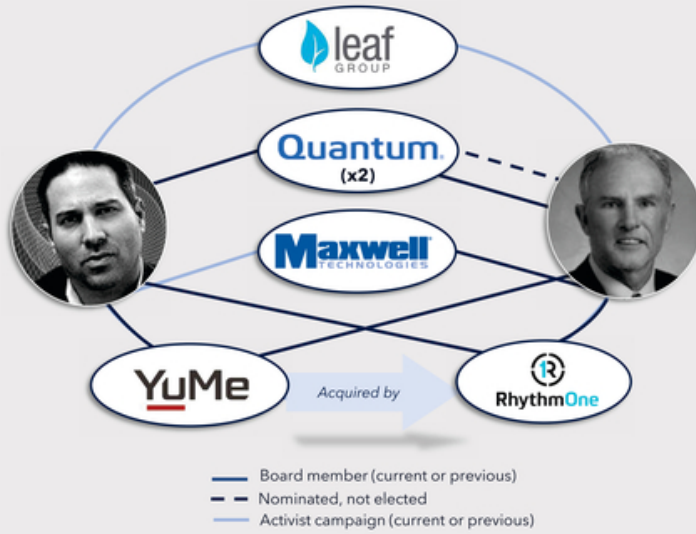 leaf
GROUP
Quantum.
(x2)
Maxwell
TECHNOLOGIES
YuMe
Acquired by
1R
RhythmOne
Board member (current or previous)
Nominated, not elected
Activist campaign (current or previous)